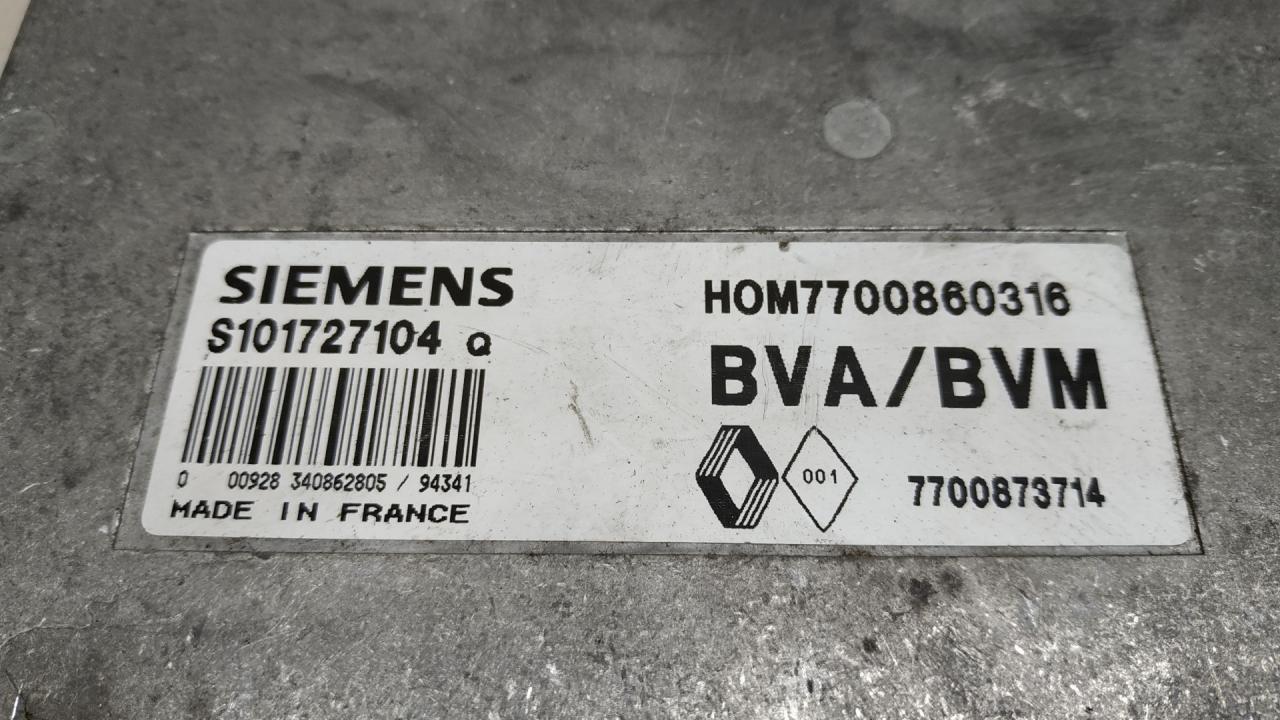 SIEMENS
S101727104 Q
0 00928 340862805 / 94341
MADE IN FRANCE
HOM7700860316
BVA/BVM
001
7700873714